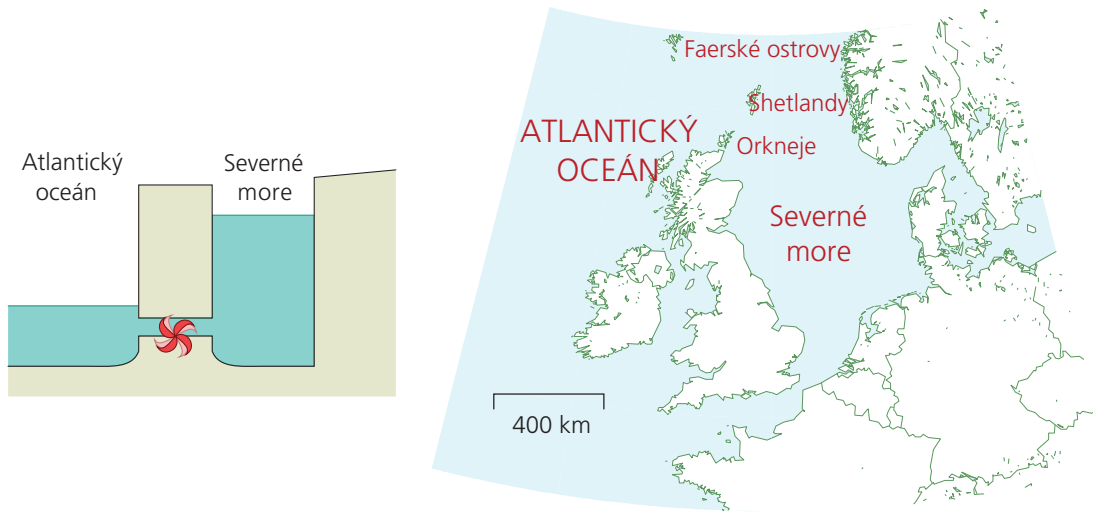 Atlantický
oceán
Severné
more
Faerské ostrovy
Shetlandy
ATLANTICKÝ
OCEÁN
Orkneje
Severné
more
400 km